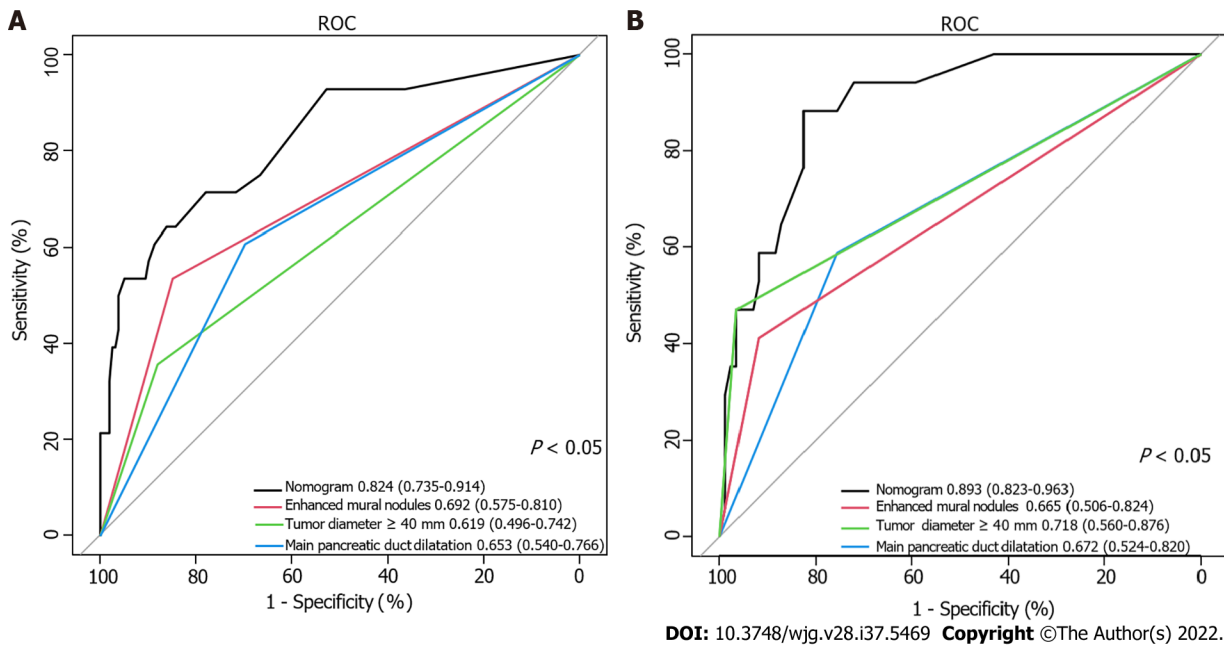 A
ROC
100
80
60
40
20
0
Sensitivity (%)
P < 0.05
Nomogram 0.824 (0.735-0.914)
Enhanced mural nodules 0.692 (0.575-0.810)
Tumor diameter ≥ 40 mm 0.619 (0.496-0.742)
Main pancreatic duct dilatation 0.653 (0.540-0.766)
100 80 60 40 20 0
1 - Specificity (%)
B
ROC
100
80
60
40
20
0
Sensitivity (%)
P < 0.05
Nomogram 0.893 (0.823-0.963)
Enhanced mural nodules 0.665 (0.506-0.824)
Tumor diameter ≥ 40 mm 0.718 (0.560-0.876)
Main pancreatic duct dilatation 0.672 (0.524-0.820)
100 80 60 40 20 0
1 - Specificity (%)
DOI: 10.3748/wjg.v28.i37.5469 Copyright ©The Author(s) 2022.